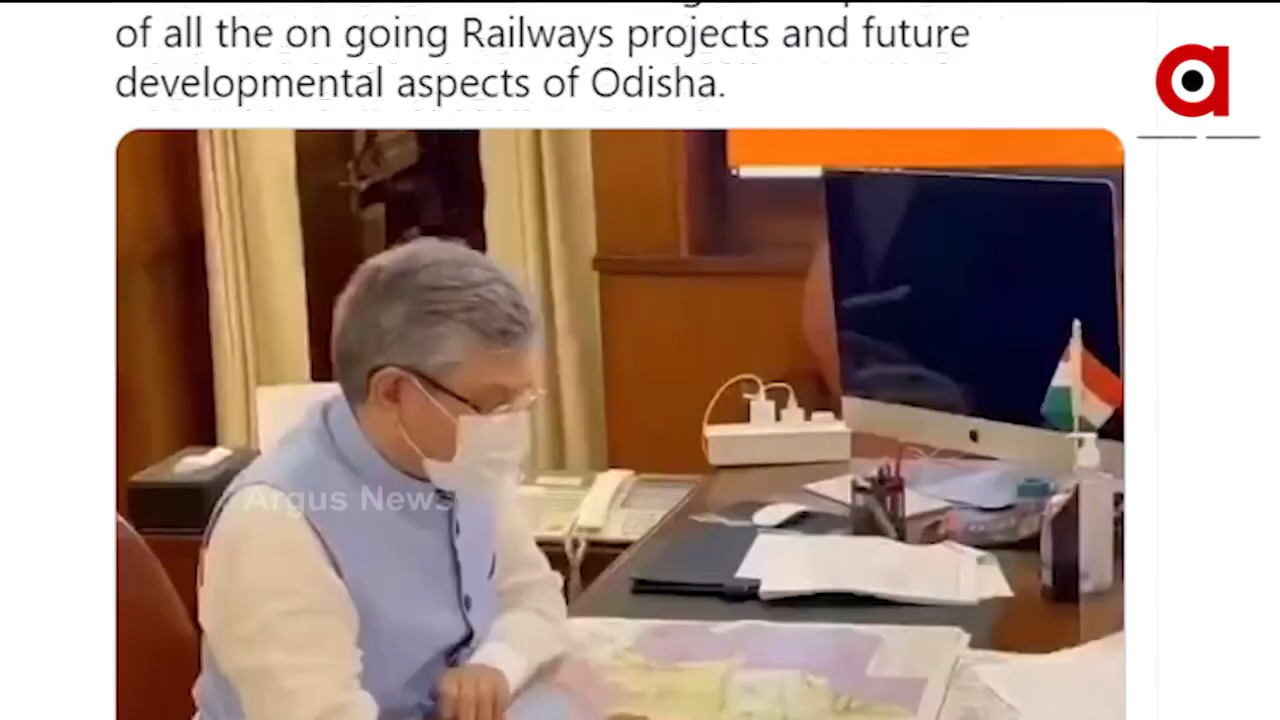 of all the on going Railways projects and future
developmental aspects of Odisha.
Argus News